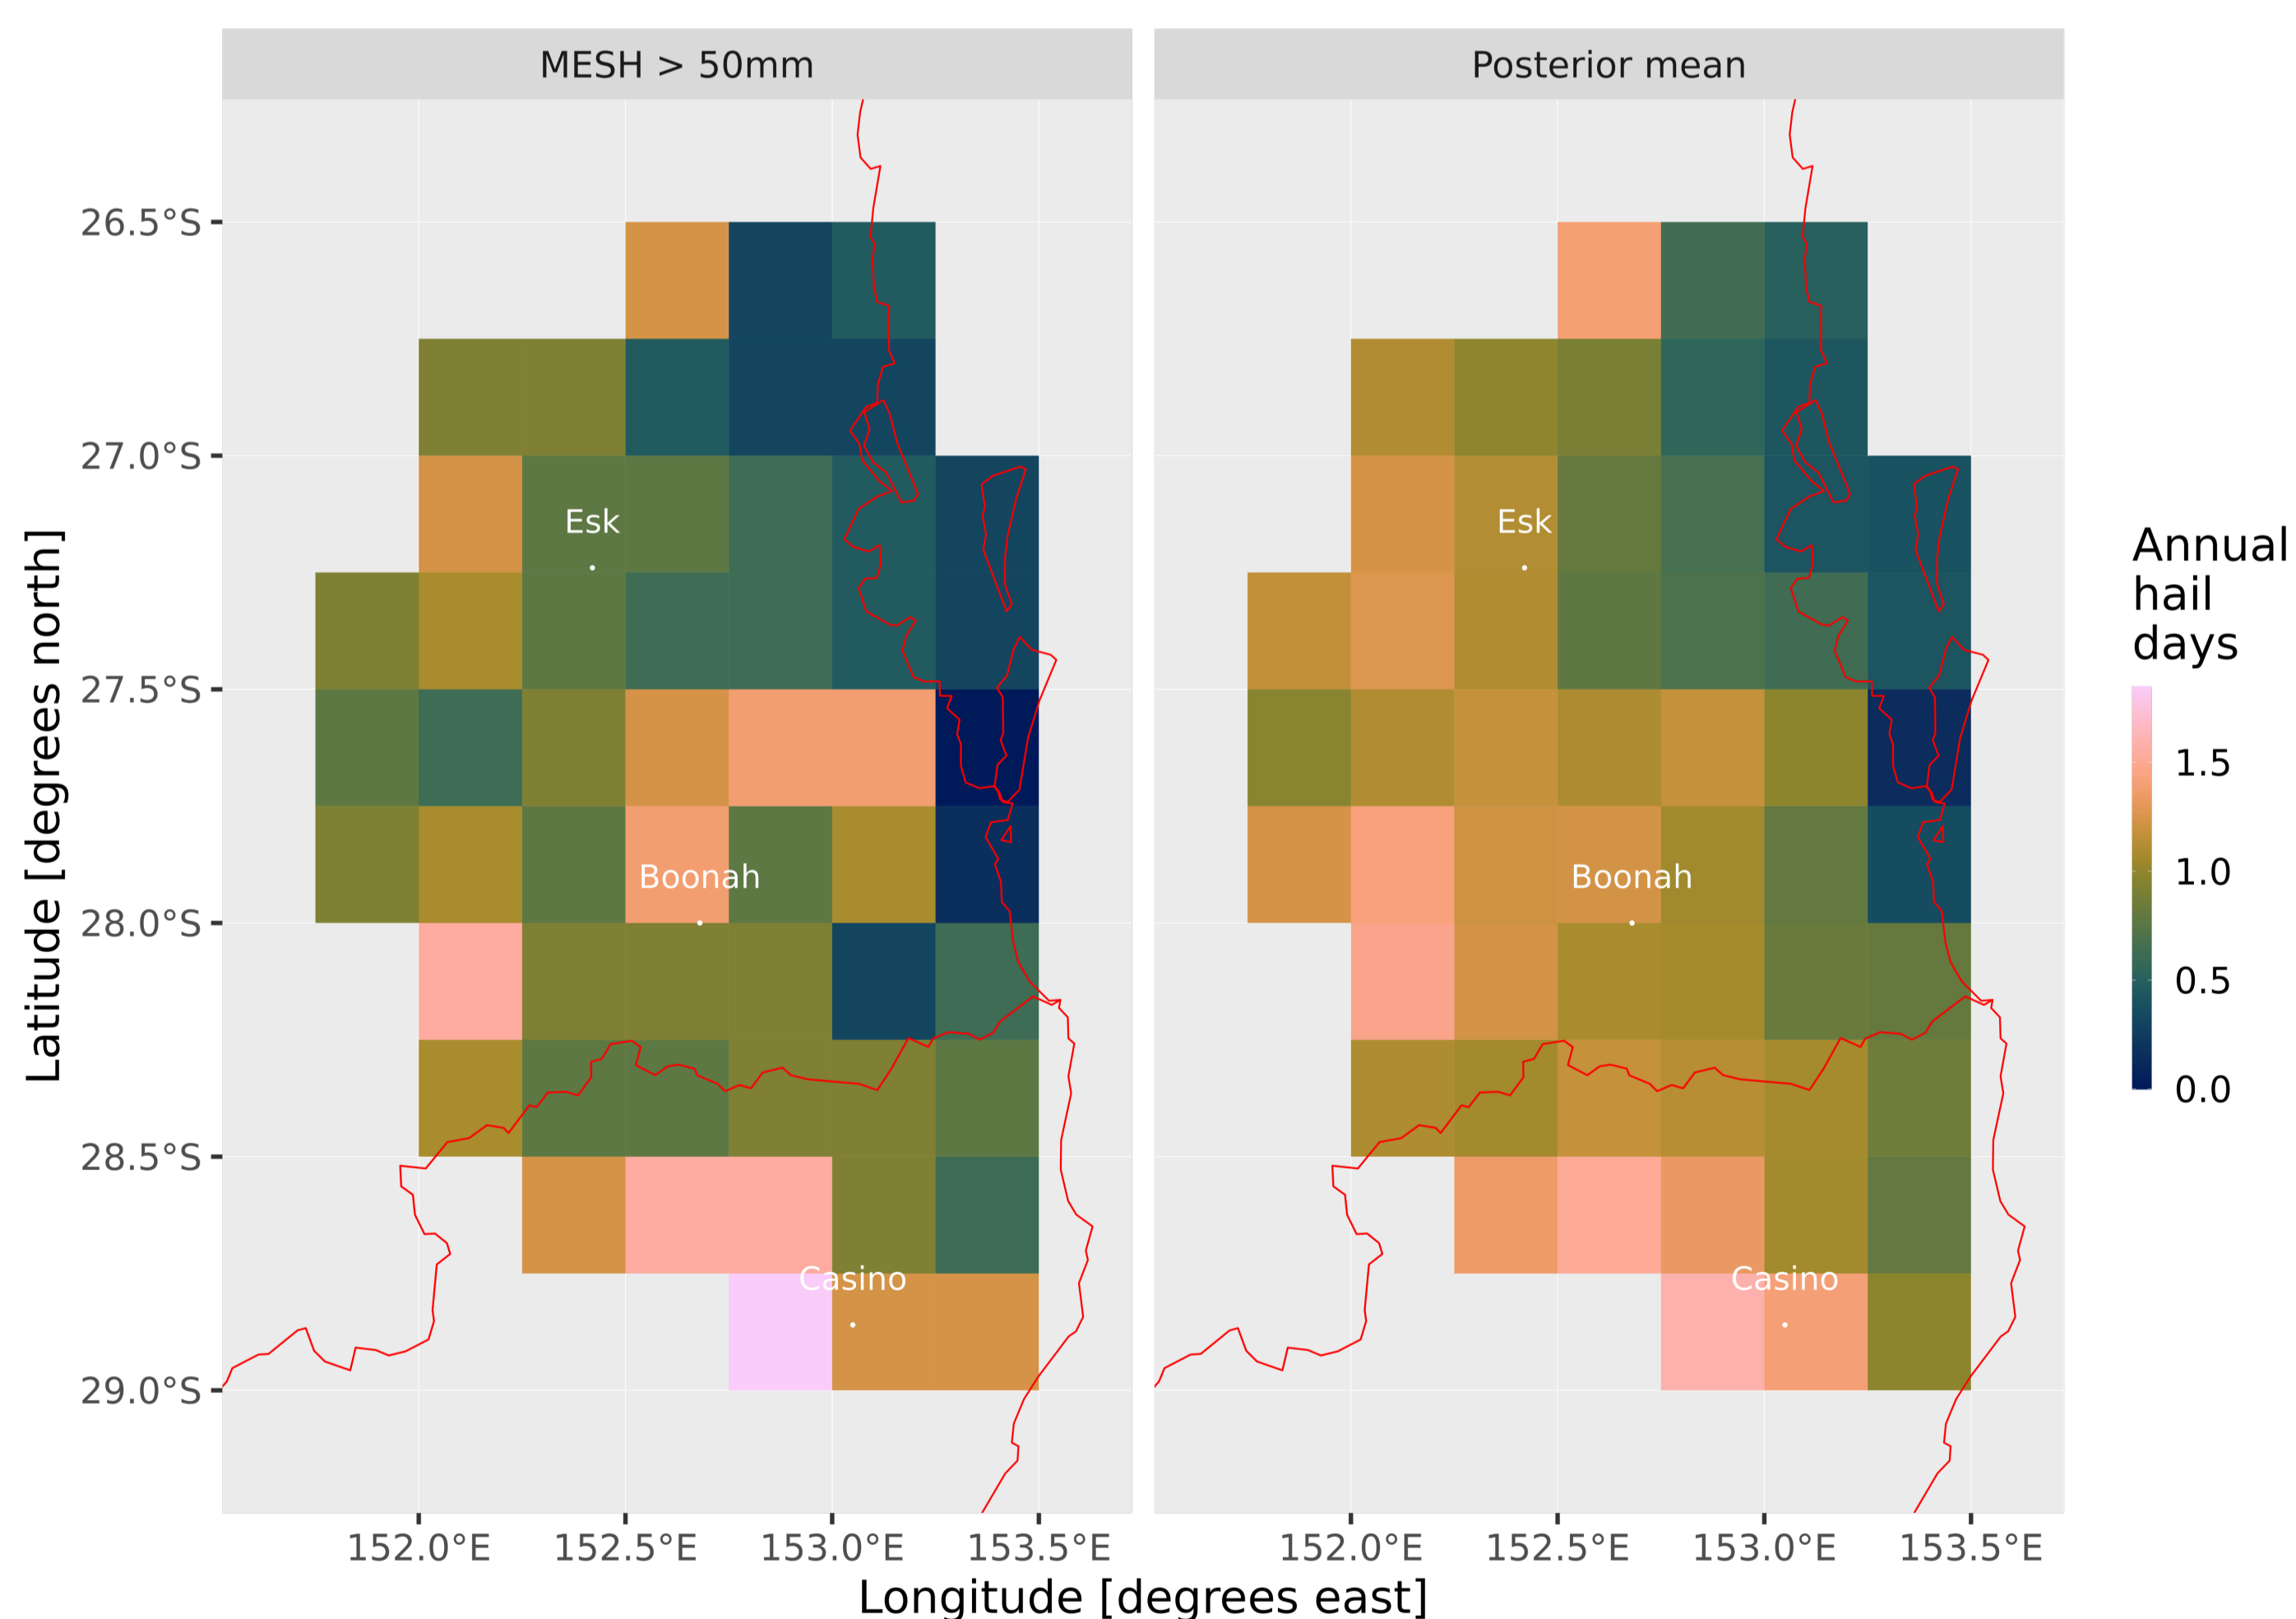 MESH > 50mm
Posterior mean
26.5°S
27.0°S
27.5°S
28.0°S
28.5°S
29.0°S
Latitude [degrees north]
Esk
Boonah
Casino
Esk
Boonah
Casino
152.0°E
152.5°E
153.0°E
153.5°E
152.0°E
152.5°E
153.0°E
153.5°E
Longitude [degrees east]
Annual
hail
days
1.5
1.0
0.5
0.0